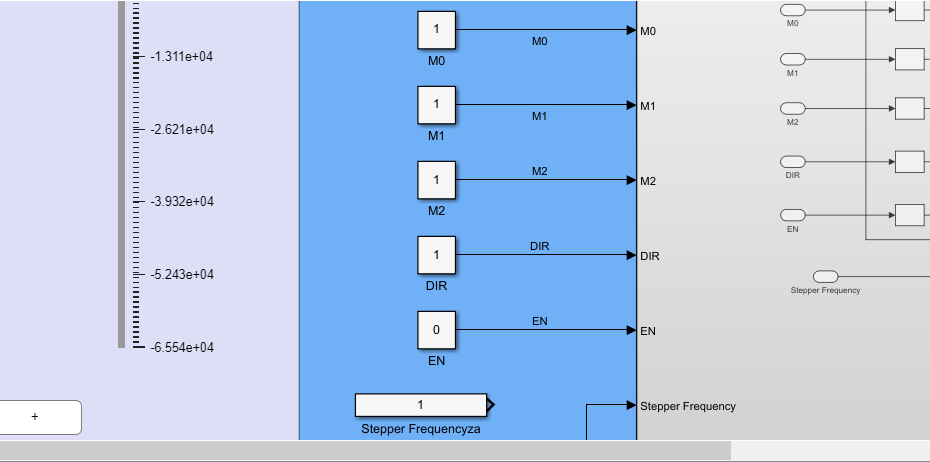 -1.311e+04
-2.621e+04
-3.932e+04
-5.243e+04
-6.554e+04
+
1
M0
M0
M0
1
M1
M1
M1
1
M2
M2
M2
1
DIR
DIR
DIR
0
EN
EN
EN
1
Stepper Frequencyza
Stepper Frequency
M0
M1
M2
DIR
EN
Stepper Frequency